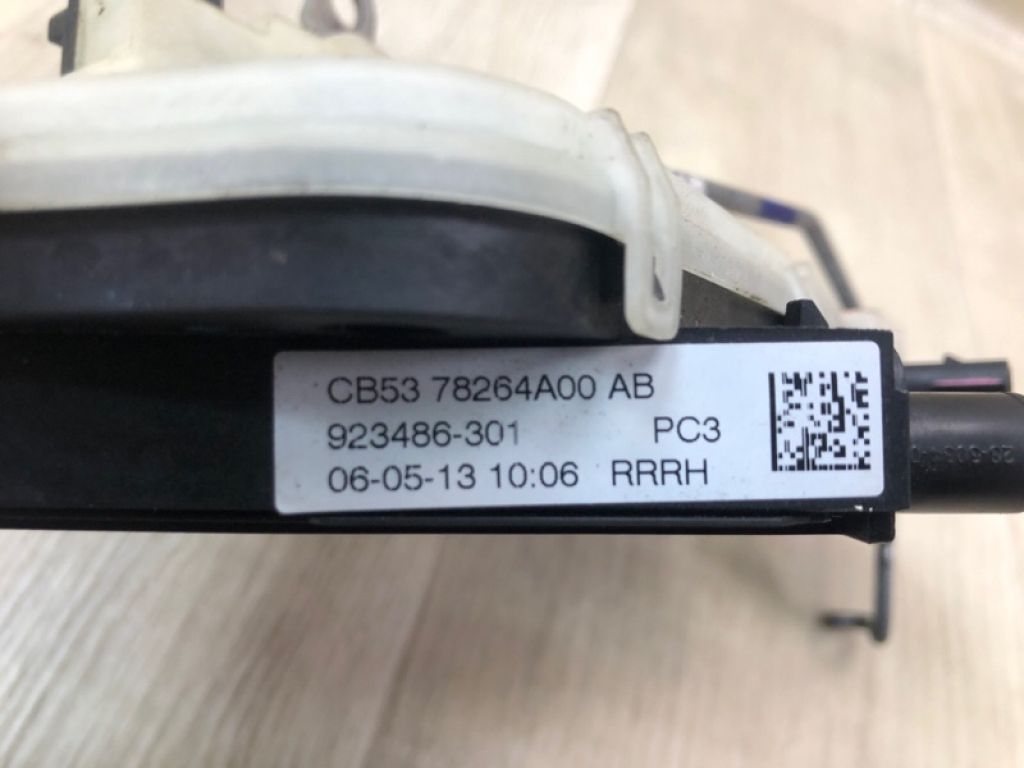 CB53 78264A00 AB
923486-301 PC3
06-05-13 10:06 RRRH